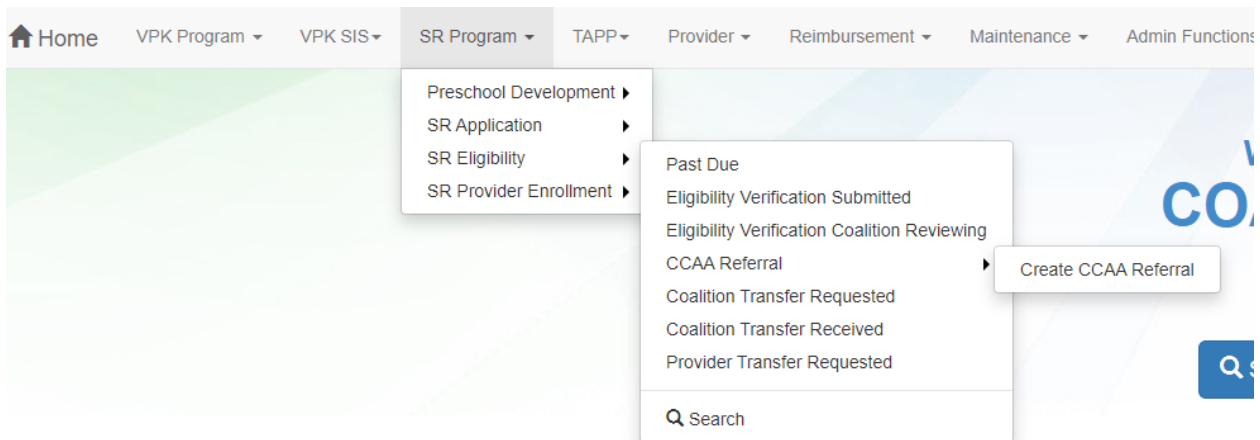 Home VPK Program VPK SIS SR Program TAPP Provider Reimbursement Maintenance Admin Functions
Preschool Development
SR Application
SR Eligibility
SR Provider Enrollment
Past Due
Eligibility Verification Submitted
Eligibility Verification Coalition Reviewing
CCAA Referral
Create CCAA Referral
Coalition Transfer Requested
Coalition Transfer Received
Provider Transfer Requested
Search